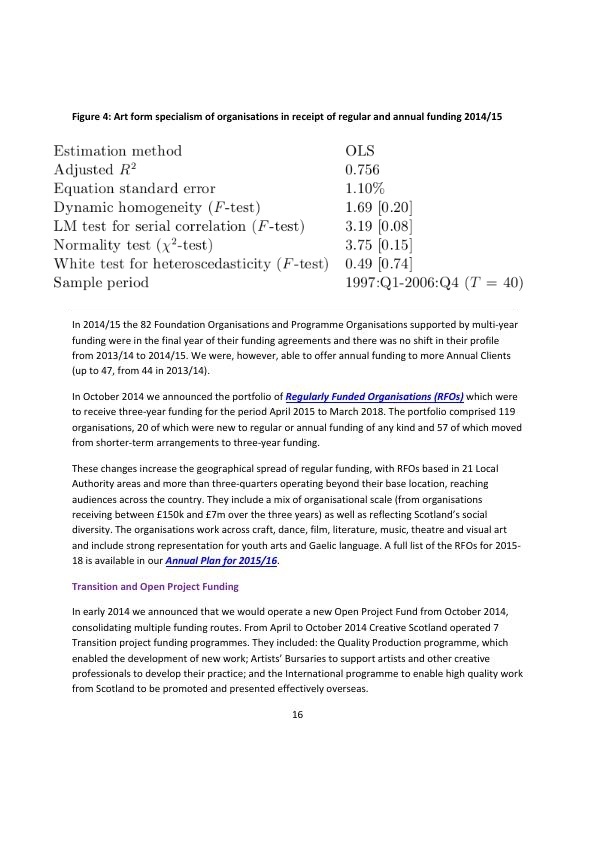 Figure 4: Art form specialism of organisations in receipt of regular and annual funding 2014/15
Estimation method OLS
Adjusted R² 0.756
Equation standard error 1.10%
Dynamic homogeneity (F-test) 1.69 [0.20]
LM test for serial correlation (F-test) 3.19 [0.08]
Normality test (χ²-test) 3.75 [0.15]
White test for heteroscedasticity (F-test) 0.49 [0.74]
Sample period 1997:Q1-2006:Q4 (T = 40)
In 2014/15 the 82 Foundation Organisations and Programme Organisations supported by multi-year
funding were in the final year of their funding agreements and there was no shift in their profile
from 2013/14 to 2014/15. We were, however, able to offer annual funding to more Annual Clients
(up to 47, from 44 in 2013/14).
In October 2014 we announced the portfolio of Regularly Funded Organisations (RFOs) which were
to receive three-year funding for the period April 2015 to March 2018. The portfolio comprised 119
organisations, 20 of which were new to regular or annual funding of any kind and 57 of which moved
from shorter-term arrangements to three-year funding.
These changes increase the geographical spread of regular funding, with RFOs based in 21 Local
Authority areas and more than three-quarters operating beyond their base location, reaching
audiences across the country. They include a mix of organisational scale (from organisations
receiving between £150k and £7m over the three years) as well as reflecting Scotland's social
diversity. The organisations work across craft, dance, film, literature, music, theatre and visual art
and include strong representation for youth arts and Gaelic language. A full list of the RFOs for 2015-
18 is available in our Annual Plan for 2015/16.
Transition and Open Project Funding
In early 2014 we announced that we would operate a new Open Project Fund from October 2014,
consolidating multiple funding routes. From April to October 2014 Creative Scotland operated 7
Transition project funding programmes. They included: the Quality Production programme, which
enabled the development of new work; Artists' Bursaries to support artists and other creative
professionals to develop their practice; and the International programme to enable high quality work
from Scotland to be promoted and presented effectively overseas.
16